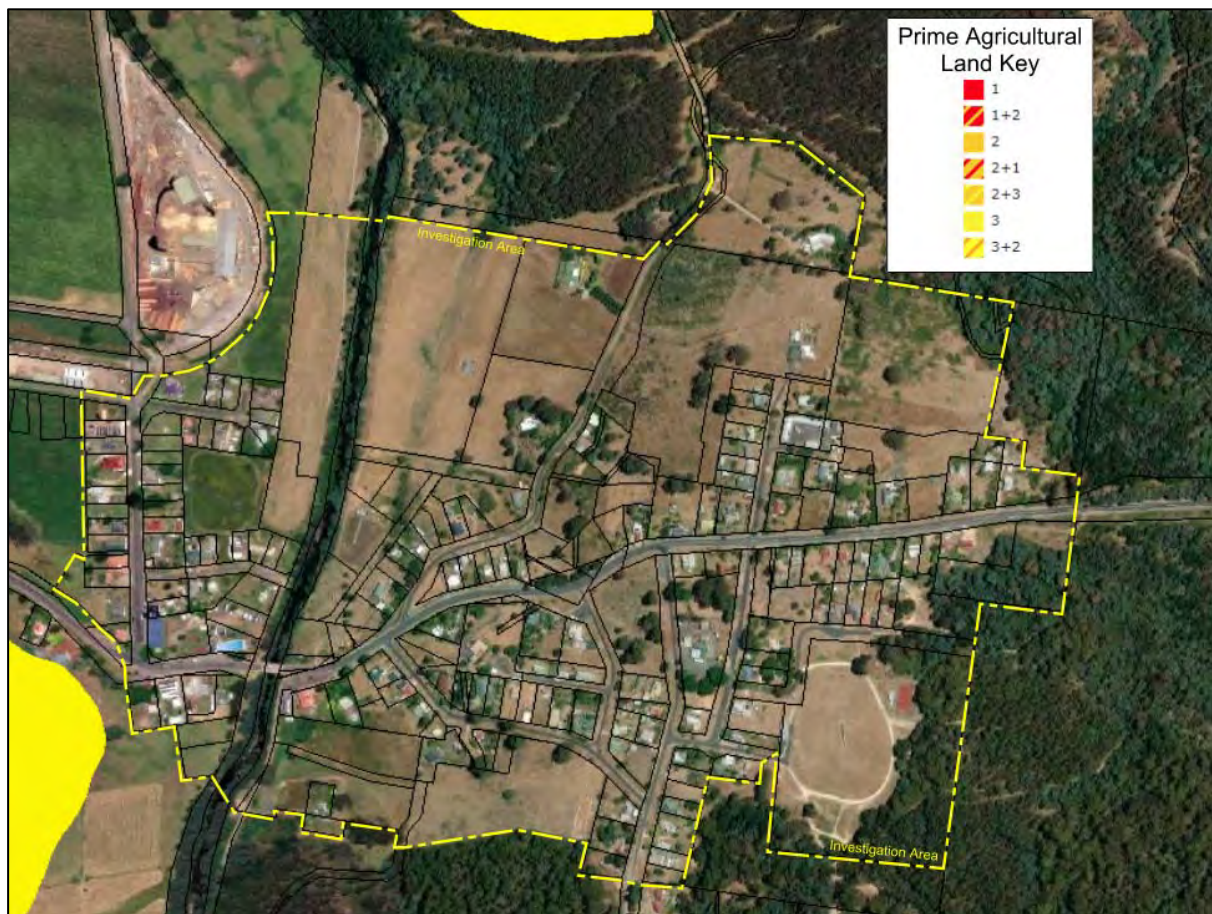 Prime Agricultural
Land Key
1
1+2
2
2+1
2+3
3
3+2
Investigation Area
Investigation Area